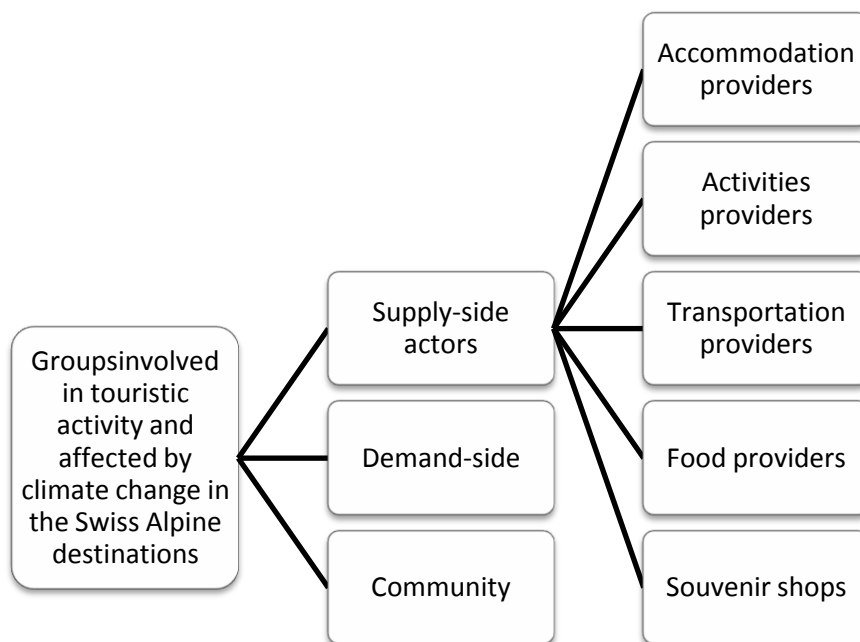 Groupsinvolved
in touristic
activity and
affected by
climate change in
the Swiss Alpine
destinations
Supply-side
actors
Demand-side
Community
Accommodation
providers
Activities
providers
Transportation
providers
Food providers
Souvenir shops